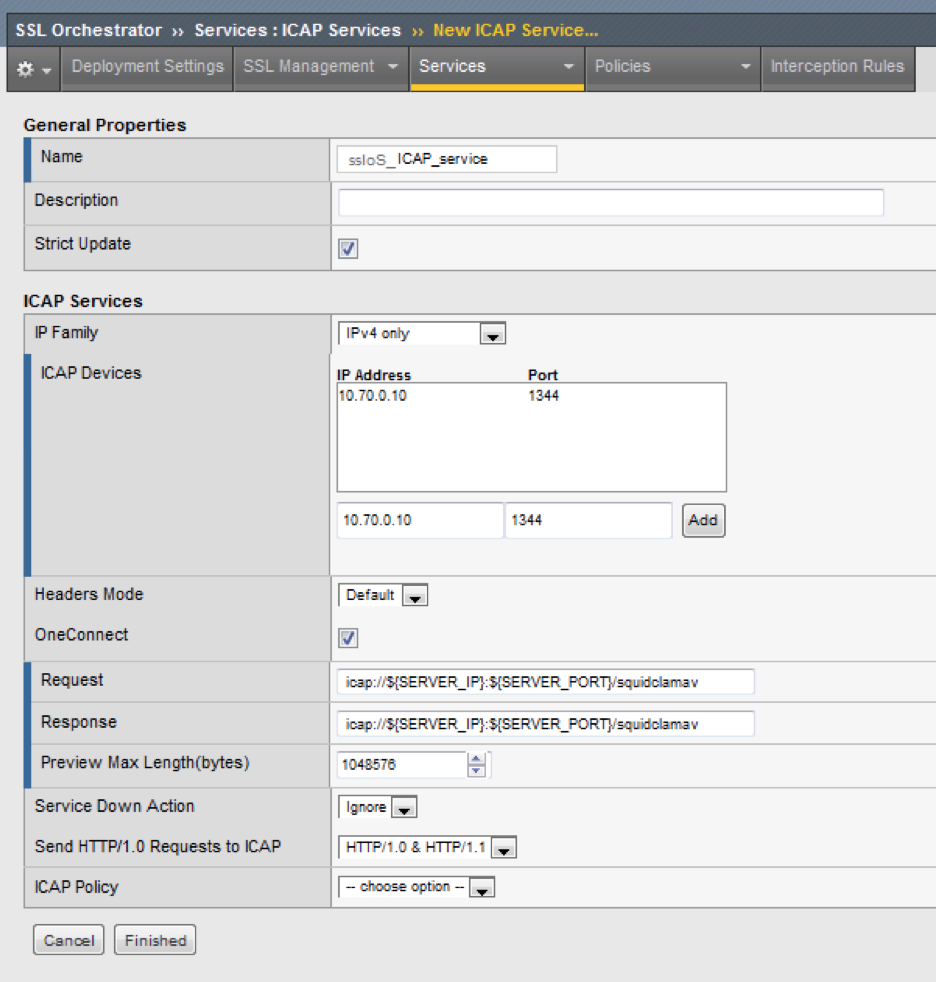 SSL Orchestrator ›› Services : ICAP Services ›› New ICAP Service...
Deployment Settings SSL Management Services Policies Interception Rules
General Properties
Name ssloS_ICAP_service
Description
Strict Update
ICAP Services
IP Family IPv4 only
ICAP Devices IP Address Port
10.70.0.10 1344
10.70.0.10 1344 Add
Headers Mode Default
OneConnect
Request icap://${SERVER_IP}:${SERVER_PORT}/squidclamav
Response icap://${SERVER_IP}:${SERVER_PORT}/squidclamav
Preview Max Length(bytes) 1048576
Service Down Action Ignore
Send HTTP/1.0 Requests to ICAP HTTP/1.0 & HTTP/1.1
ICAP Policy -- choose option --
Cancel Finished